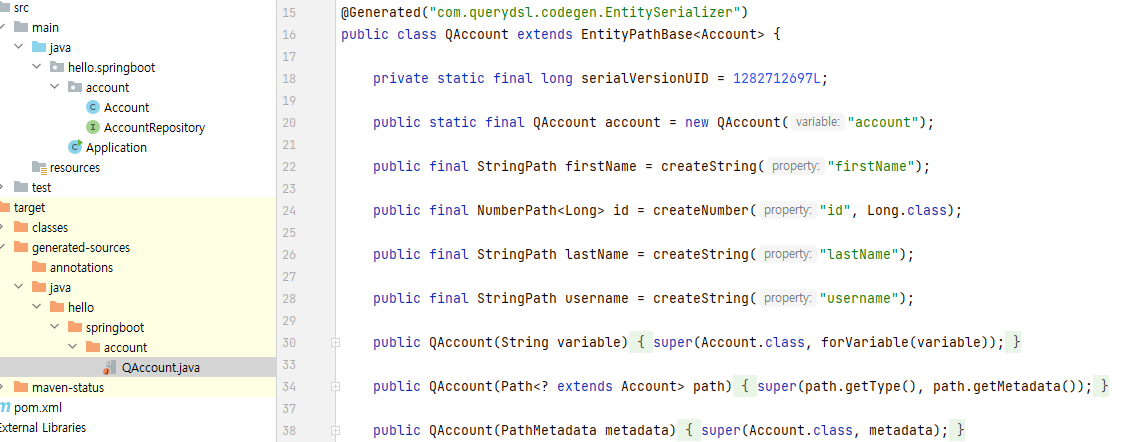 src
main
java
hello.springboot
account
Account
AccountRepository
Application
resources
test
target
classes
generated-sources
annotations
java
hello
springboot
account
QAccount.java
maven-status
pom.xml
External Libraries
15 @Generated("com.querydsl.codegen.EntitySerializer")
16 public class QAccount extends EntityPathBase<Account> {
17
18 private static final long serialVersionUID = 1282712697L;
19
20 public static final QAccount account = new QAccount( variable: "account");
21
22 public final StringPath firstName = createString( property: "firstName");
23
24 public final NumberPath<Long> id = createNumber( property: "id", Long.class);
25
26 public final StringPath lastName = createString( property: "lastName");
27
28 public final StringPath username = createString( property: "username");
29
30 public QAccount(String variable) { super(Account.class, forVariable(variable)); }
33
34 public QAccount(Path<? extends Account> path) { super(path.getType(), path.getMetadata()); }
37
38 public QAccount(PathMetadata metadata) { super(Account.class, metadata); }